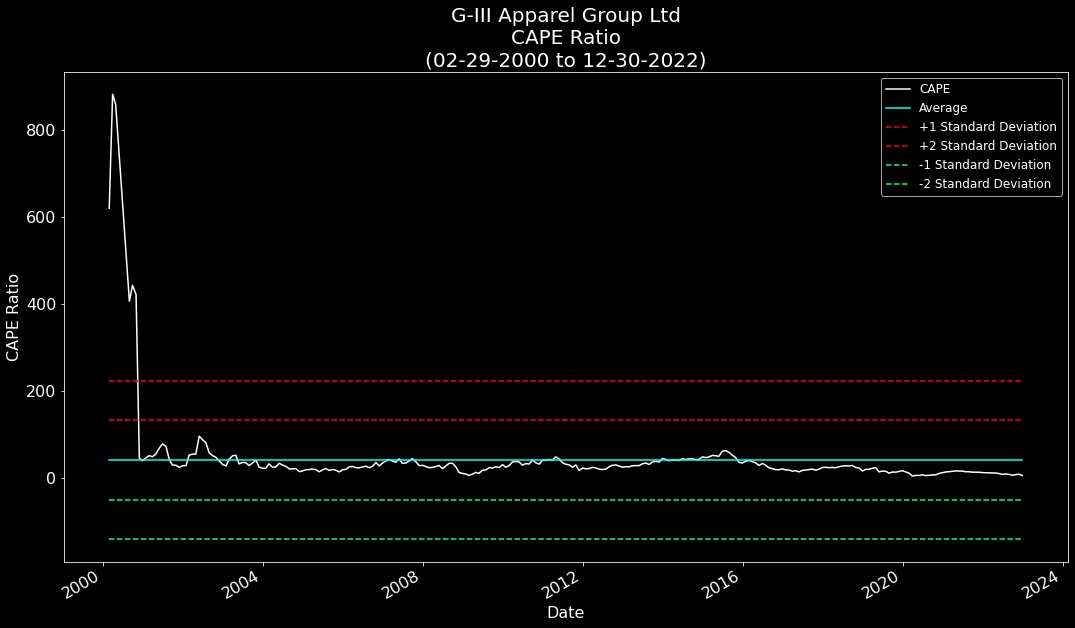 G-III Apparel Group Ltd
CAPE Ratio
(02-29-2000 to 12-30-2022)
CAPE
Average
+1 Standard Deviation
+2 Standard Deviation
-1 Standard Deviation
-2 Standard Deviation
800
600
400
200
0
CAPE Ratio
2000
2004
2008
2012
2016
2020
2024
Date